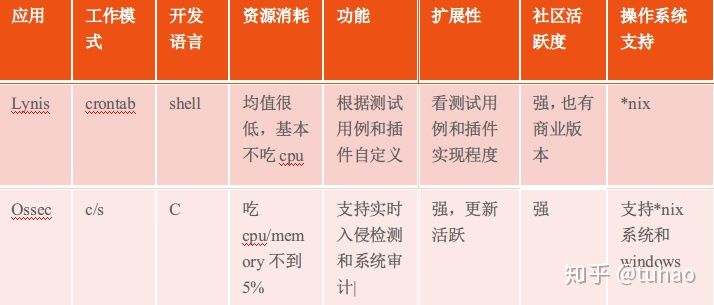 应用 工作模 开发 资源消耗 功能 扩展性 社区活 操作系统
式 语言 跃度 支持
Lynis crontab shell 均值很 根据测试 看测试用 强，也有 *nix
低，基本 用例和插 例和插件 商业版
不吃 cpu 件自定义 实现程度 本
Ossec c/s C 吃 支持实时 强，更新 强 支持*nix
cpu/mem 入侵检测 活跃 系统和
ory 不到 和系统审 windows
5% 计
知乎 @tuhao